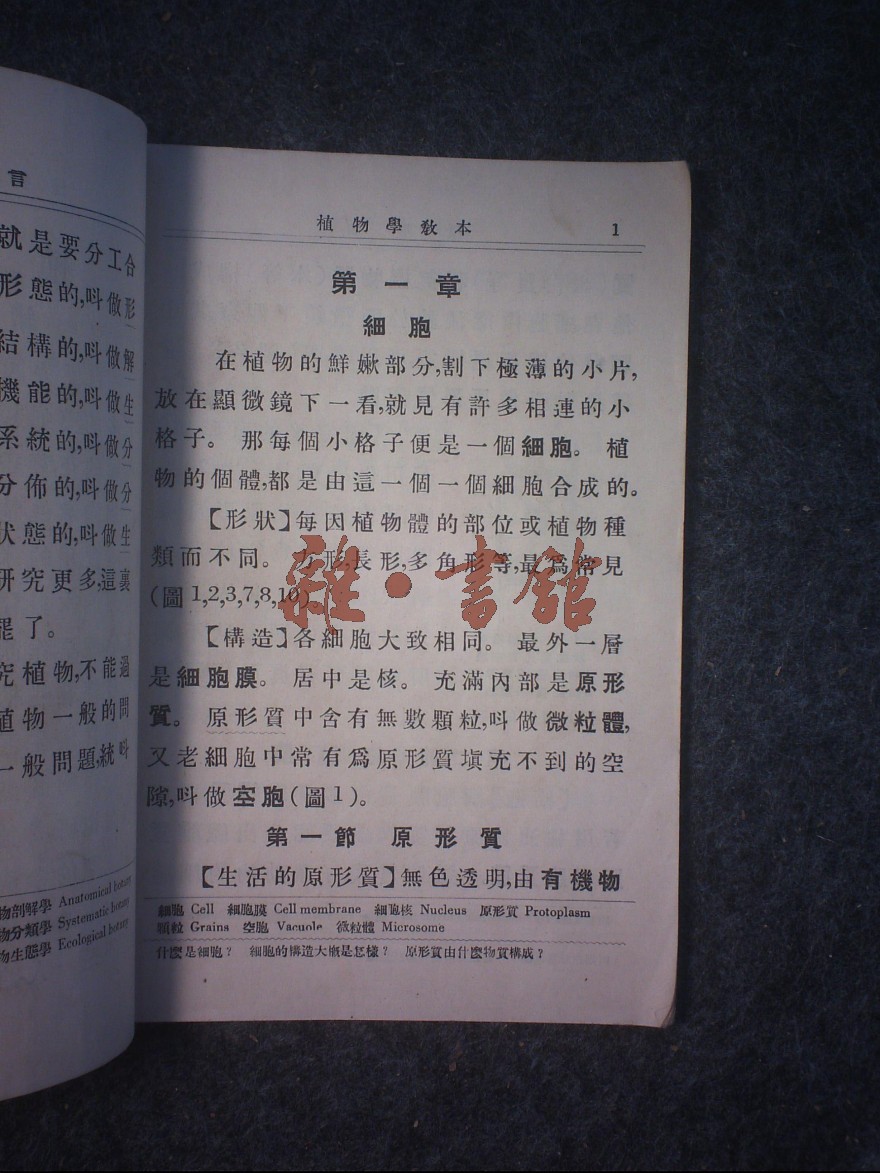 言
就是要分工合
形態的,叫做形
結構的,叫做解
機能的,叫做生
系統的,叫做分
分佈的,叫做分
狀態的,叫做生
研究更多,這裏
罷了。
究植物,不能過
植物一般的問
一般問題,統叫
物剖解學 Anatomical botany
物分類學 Systematic botany
物生態學 Ecological botany
植物學教本 1
第一章
細胞
在植物的鮮嫩部分,割下極薄的小片,
放在顯微鏡下一看,就見有許多相連的小
格子。 那每個小格子便是一個細胞。 植
物的個體,都是由這一個一個細胞合成的。
【形狀】每因植物體的部位或植物種
類而不同。 方形,長形,多角形等,最爲常見
(圖1,2,3,7,8,10)
【構造】各細胞大致相同。 最外一層
是細胞膜。 居中是核。 充滿內部是原形
質。 原形質中含有無數顆粒,叫做微粒體,
又老細胞中常有爲原形質塡充不到的空
隙,叫做空胞(圖1)。
第一節 原形質
【生活的原形質】無色透明,由有機物
細胞 Cell 細胞膜 Cell membrane 細胞核 Nucleus 原形質 Protoplasm
顆粒 Grains 空胞 Vacuole 微粒體 Microsome
什麼是細胞? 細胞的構造大概是怎樣? 原形質由什麼物質構成?
雜·書舘